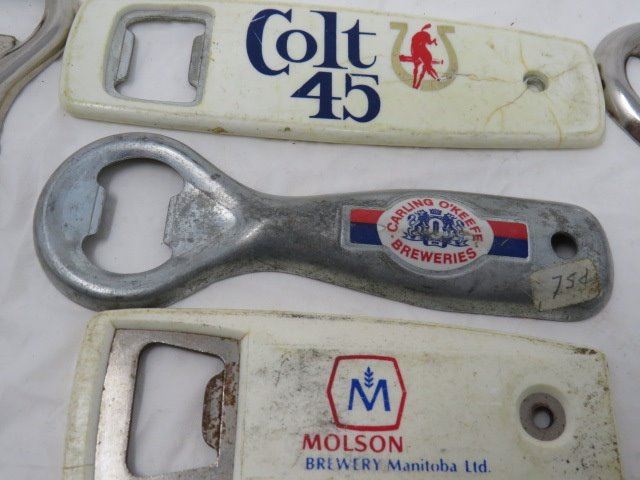 Colt
45
CARLING O'KEEFE
BREWERIES
75¢
M
MOLSON
BREWERY Manitoba Ltd.